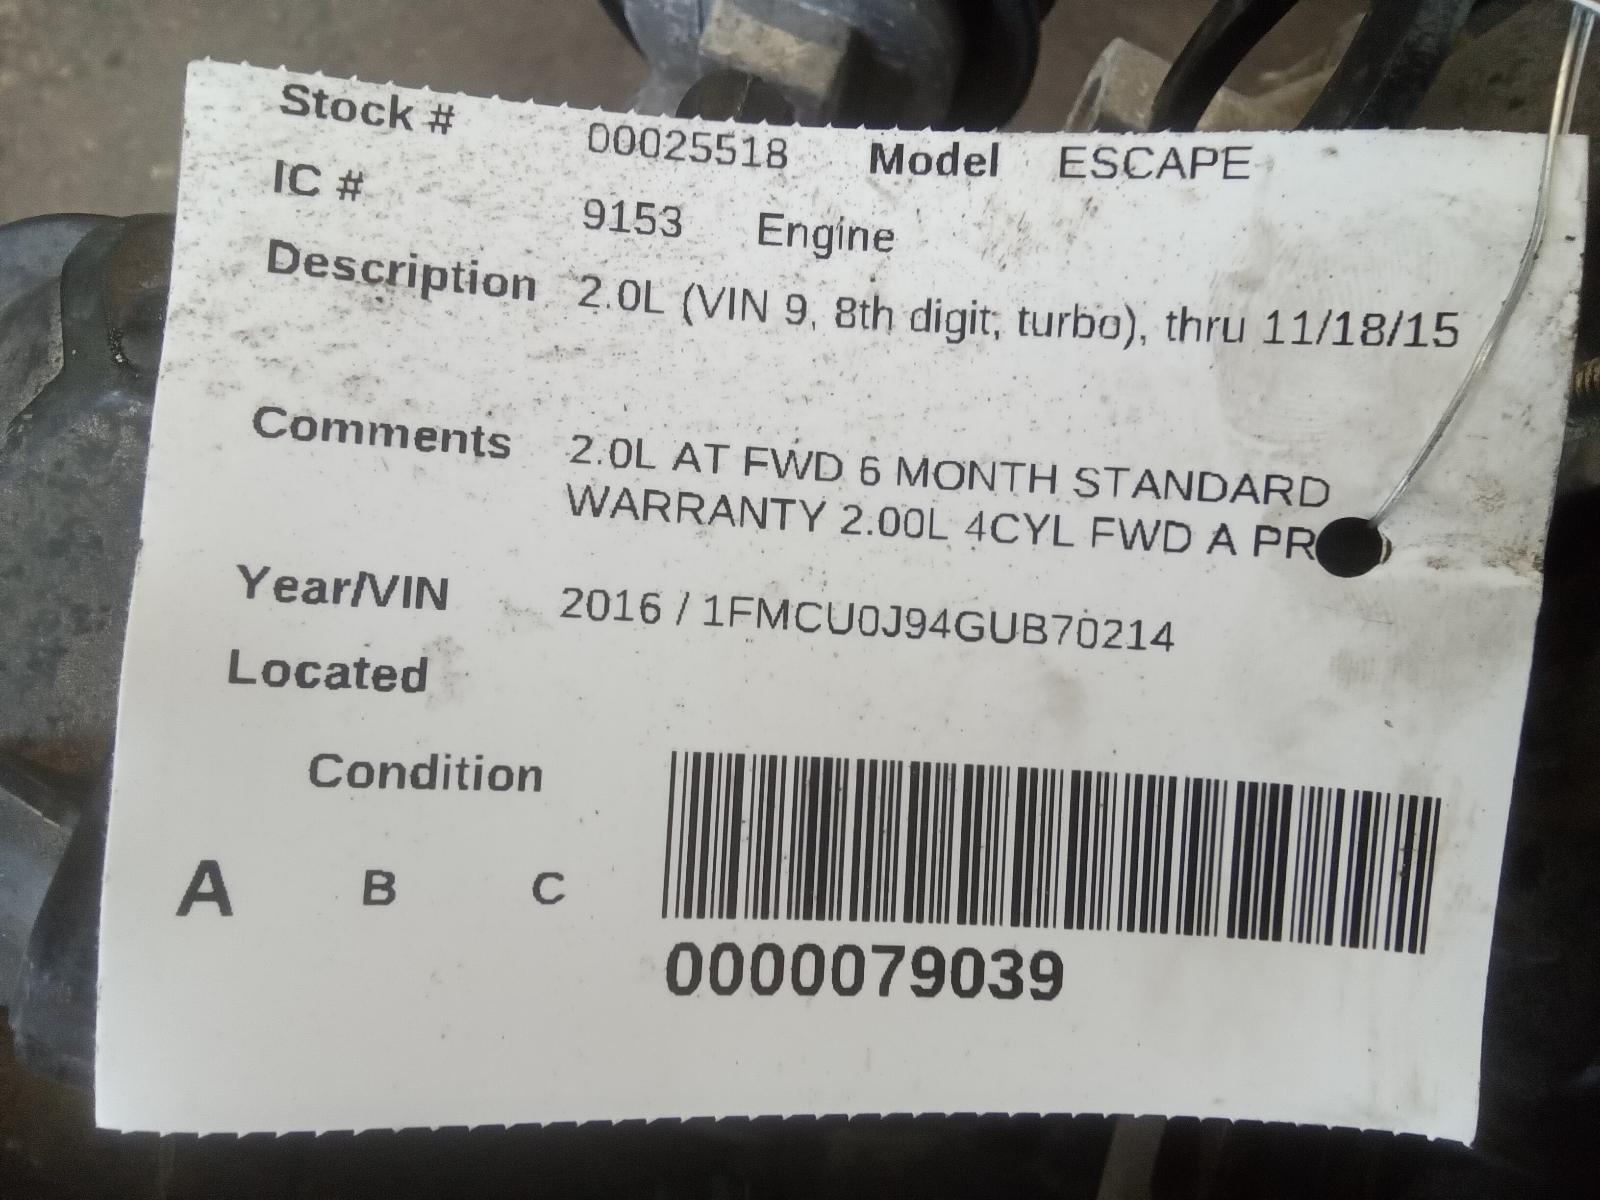 Stock # 00025518 Model ESCAPE
IC # 9153 Engine
Description 2.0L (VIN 9, 8th digit, turbo), thru 11/18/15
Comments 2.0L AT FWD 6 MONTH STANDARD
WARRANTY 2.00L 4CYL FWD A
Year/VIN 2016 / 1FMCU0J94GUB70214
Located
Condition
A B C
0000079039